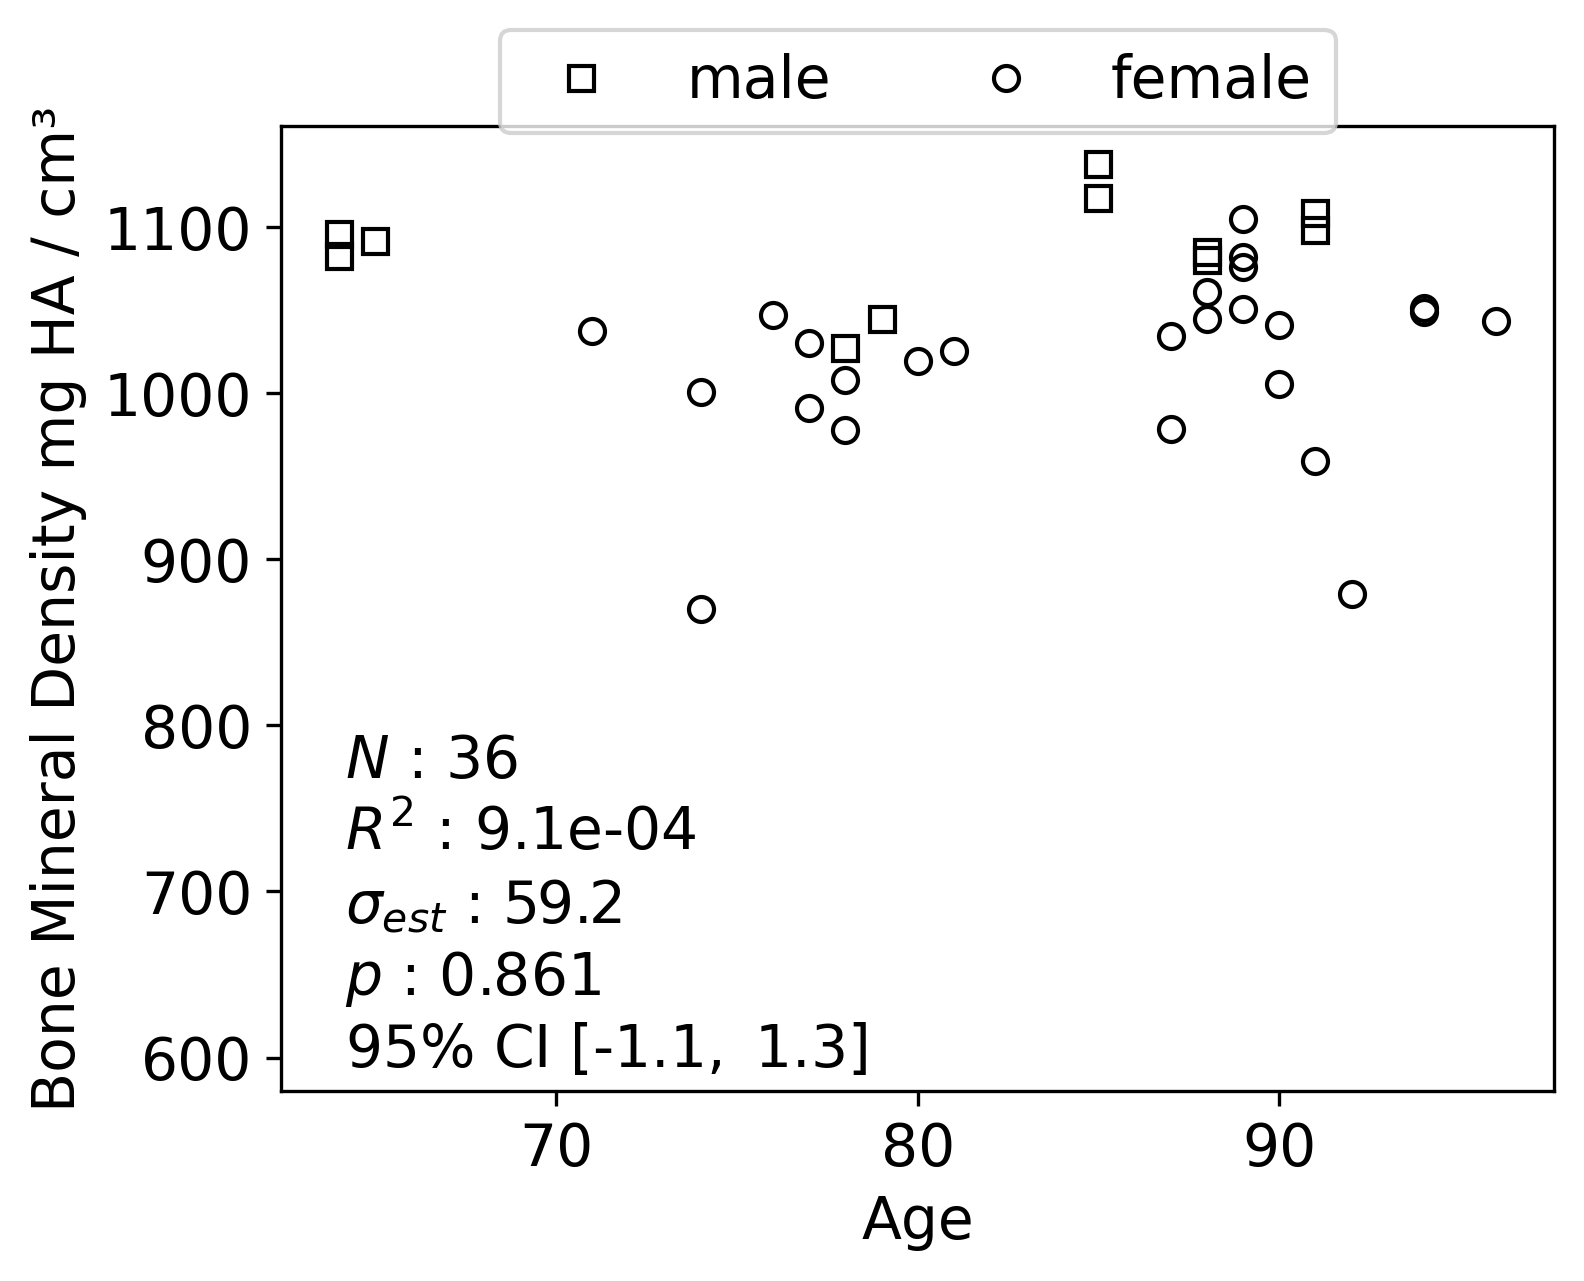 male female
Bone Mineral Density mg HA / cm³
1100
1000
900
800
700
600
N : 36
R² : 9.1e-04
σest : 59.2
p : 0.861
95% CI [-1.1, 1.3]
70 80 90
Age